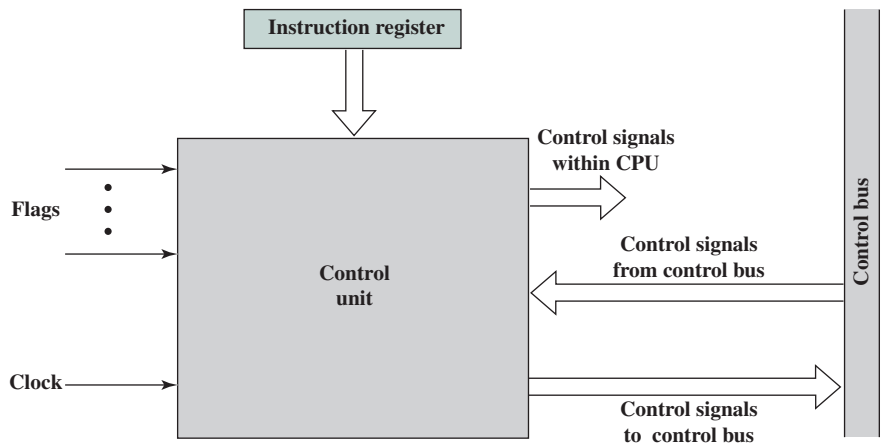 Instruction register
Control signals
within CPU
Flags
Control signals
from control bus
Control
unit
Control bus
Clock
Control signals
to control bus